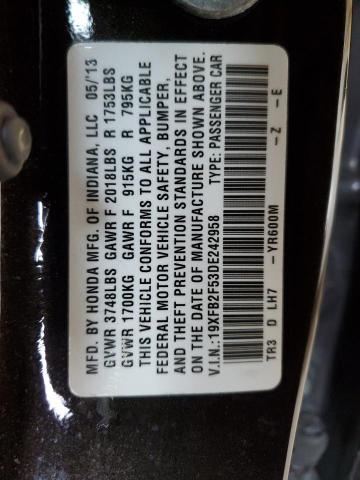 MFD. BY HONDA MFG. OF INDIANA, LLC 05/'13
GVWR 3748LBS GAWR F 2018LBS R 1753LBS
GVWR 1700KG GAWR F 915KG R 795KG
THIS VEHICLE CONFORMS TO ALL APPLICABLE
FEDERAL MOTOR VEHICLE SAFETY, BUMPER,
AND THEFT PREVENTION STANDARDS IN EFFECT
ON THE DATE OF MANUFACTURE SHOWN ABOVE.
V.I.N.:19XFB2F53DE242958 TYPE: PASSENGER CAR
TR3 D LH7 -YR600M -Z -E